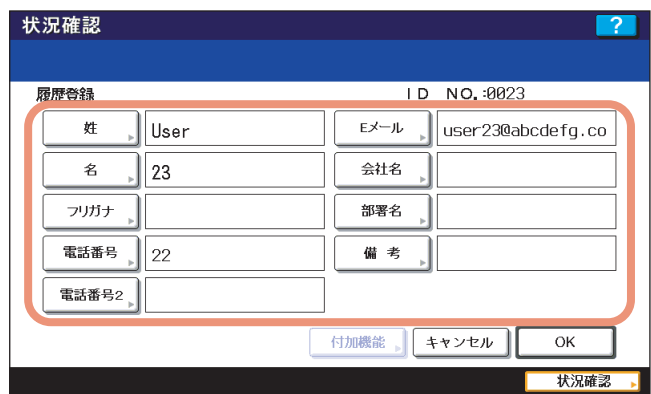 状況確認 ?
履歴登録 ID NO.:0023
姓 User Eメール user23@abcdefg.co
名 23 会社名
フリガナ 部署名
電話番号 22 備 考
電話番号2
付加機能 キャンセル OK
状況確認